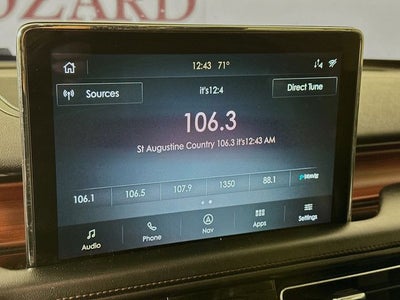 OZARD
12:43 71°
Sources
it's12:4
Direct Tune
106.3
St Augustine Country 106.3 it's12:43 AM
106.1 106.5 107.9 1350 88.1
Audio Phone Nav Apps Settings